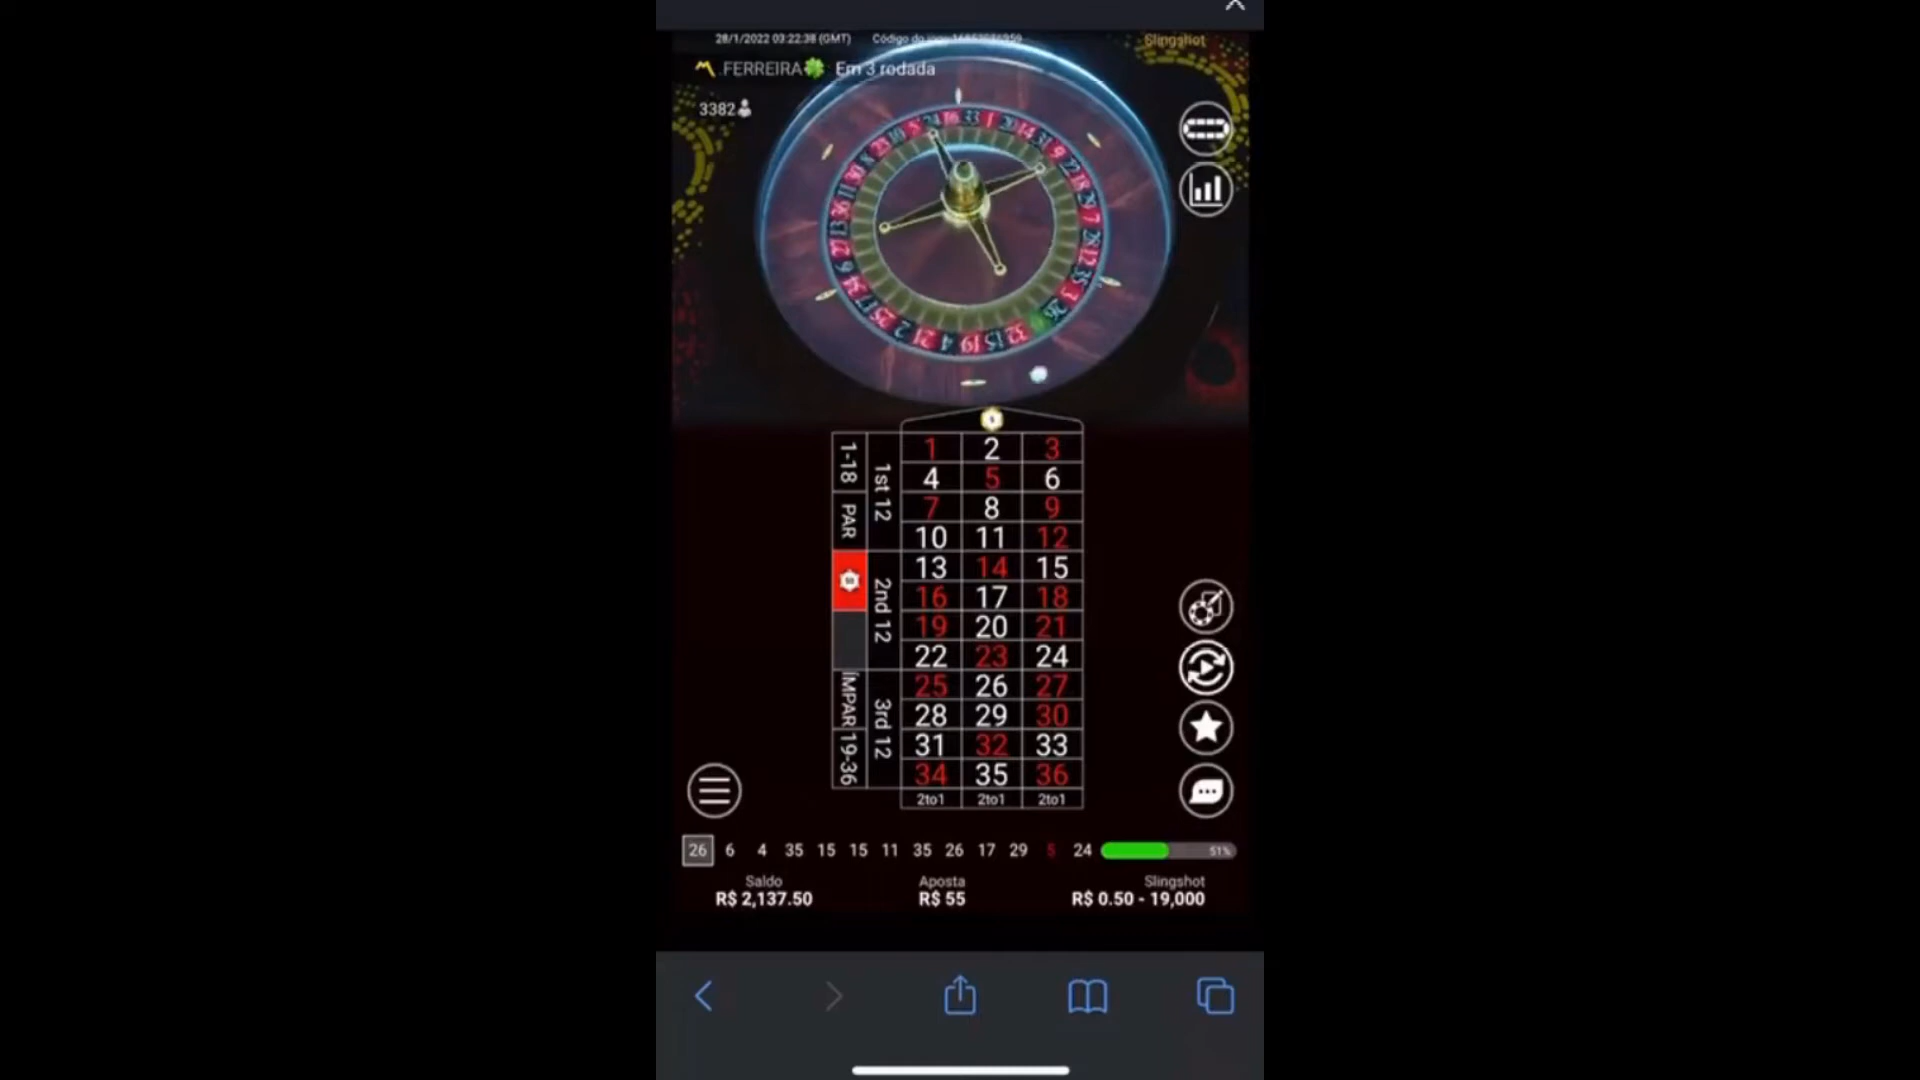 28/1/2022 03:22:38 (GMT) Código do jogo:
Slingshot
.FERREIRA🍀 Em 3 rodada
3382
1 2 3
4 5 6
7 8 9
10 11 12
13 14 15
16 17 18
19 20 21
22 23 24
25 26 27
28 29 30
31 32 33
34 35 36
2to1 2to1 2to1
1st 12
2nd 12
3rd 12
1-18
PAR
ÍMPAR
19-36
26 6 4 35 15 15 11 35 26 17 29 5 24 51%
Saldo Aposta Slingshot
R$ 2,137.50 R$ 55 R$ 0.50 - 19,000